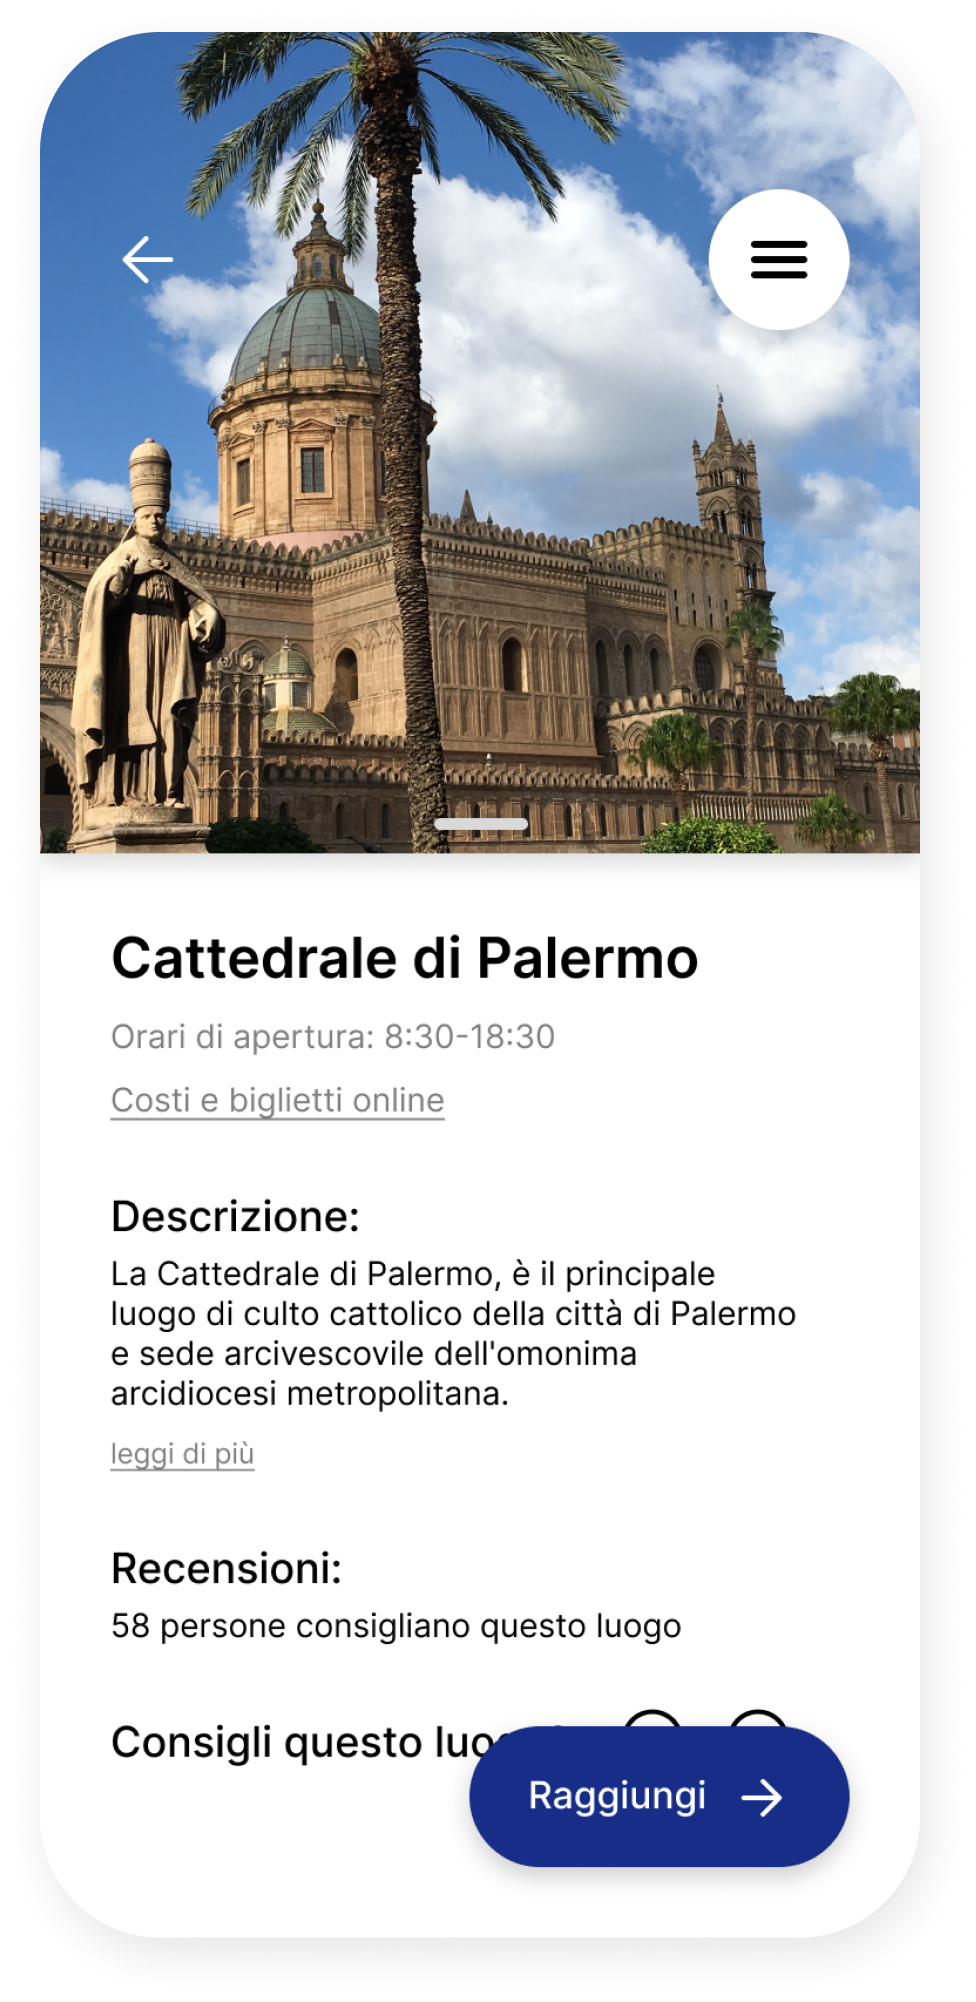 Cattedrale di Palermo
Orari di apertura: 8:30-18:30
Costi e biglietti online
Descrizione:
La Cattedrale di Palermo, è il principale
luogo di culto cattolico della città di Palermo
e sede arcivescovile dell'omonima
arcidiocesi metropolitana.
leggi di più
Recensioni:
58 persone consigliano questo luogo
Consigli questo
Raggiungi